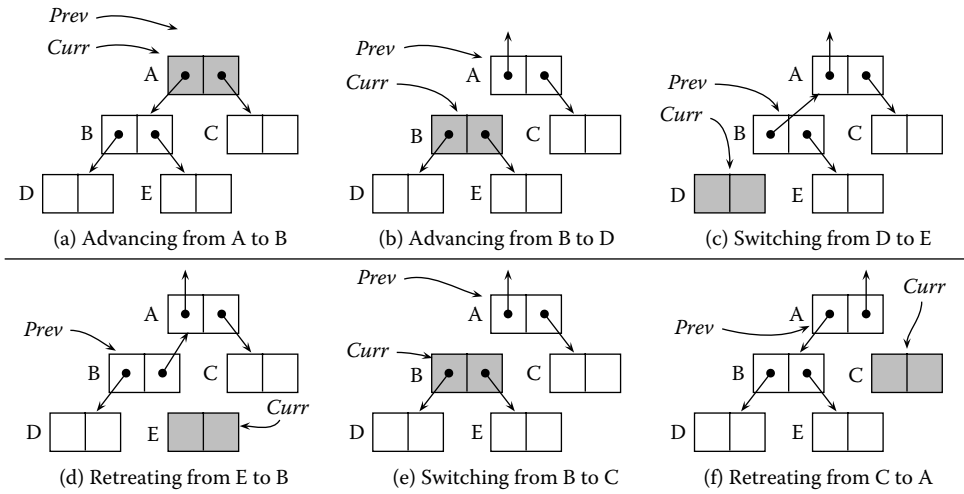 Prev
Curr
A
B
C
D
E
(a) Advancing from A to B
Prev
Curr
A
B
C
D
E
(b) Advancing from B to D
Prev
Curr
A
B
C
D
E
(c) Switching from D to E
Prev
Curr
A
B
C
D
E
(d) Retreating from E to B
Prev
Curr
A
B
C
D
E
(e) Switching from B to C
Prev
Curr
A
B
C
D
E
(f) Retreating from C to A